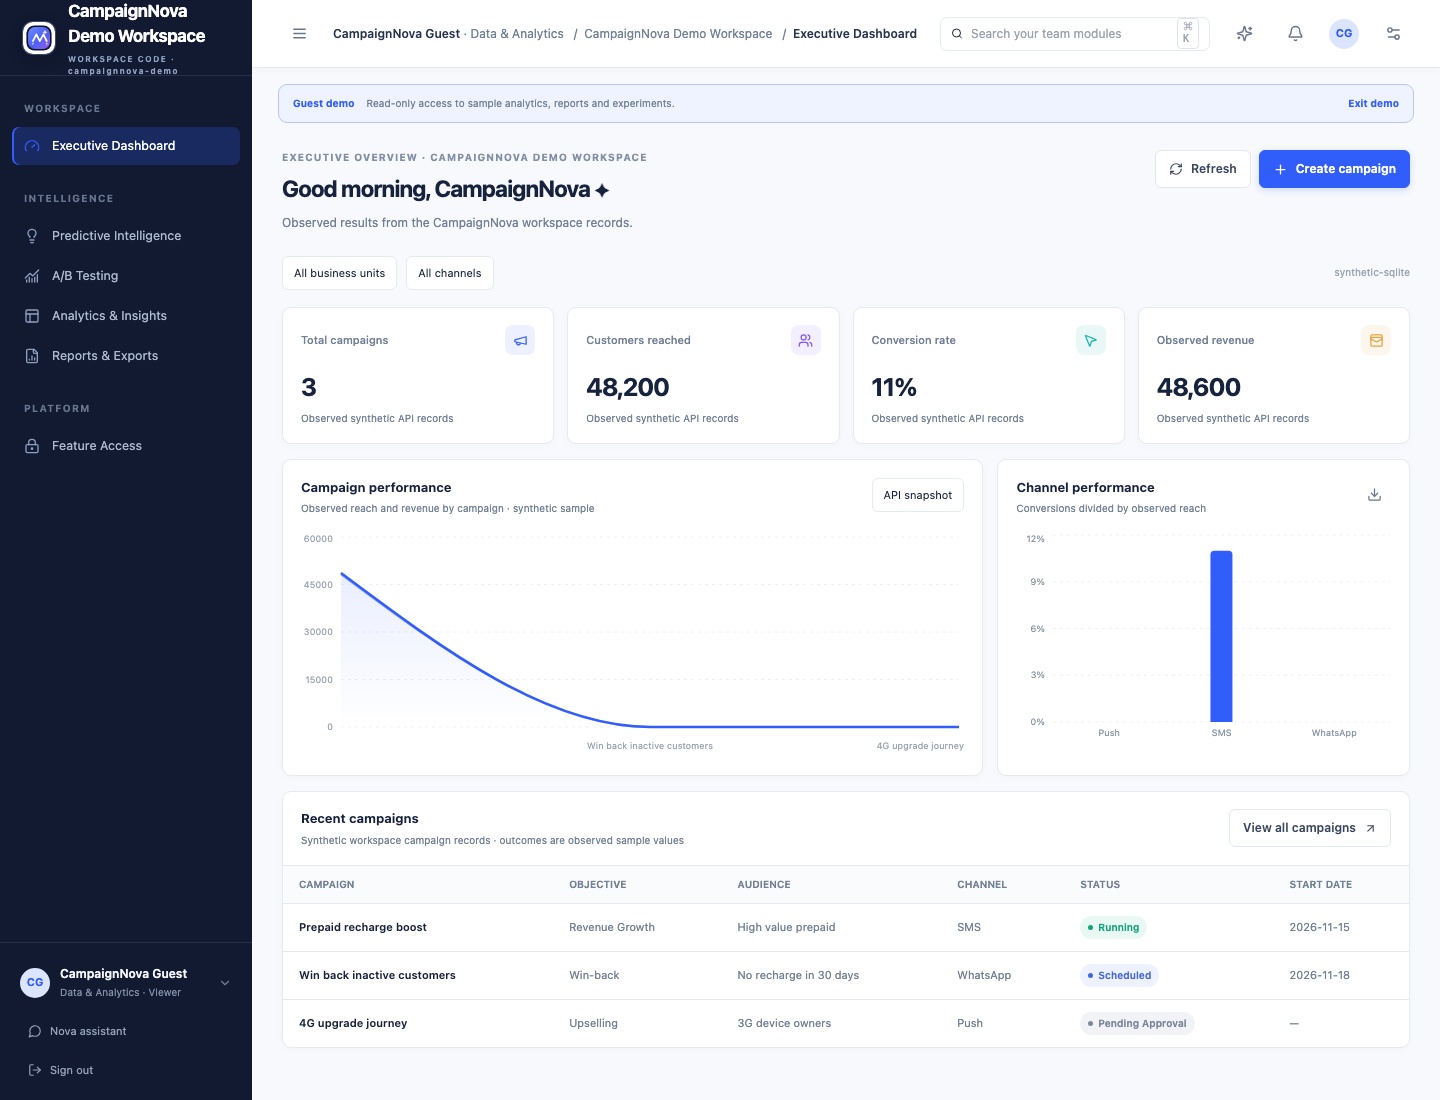 CampaignNova
Demo Workspace
WORKSPACE CODE ·
campaignnova-demo
WORKSPACE
Executive Dashboard
INTELLIGENCE
Predictive Intelligence
A/B Testing
Analytics & Insights
Reports & Exports
PLATFORM
Feature Access
CG
CampaignNova Guest
Data & Analytics · Viewer
Nova assistant
Sign out
CampaignNova Guest · Data & Analytics / CampaignNova Demo Workspace / Executive Dashboard
Search your team modules
⌘
K
CG
Guest demo Read-only access to sample analytics, reports and experiments. Exit demo
EXECUTIVE OVERVIEW · CAMPAIGNNOVA DEMO WORKSPACE
Good morning, CampaignNova ✦
Observed results from the CampaignNova workspace records.
Refresh
Create campaign
All business units
All channels
synthetic-sqlite
Total campaigns
3
Observed synthetic API records
Customers reached
48,200
Observed synthetic API records
Conversion rate
11%
Observed synthetic API records
Observed revenue
48,600
Observed synthetic API records
Campaign performance
Observed reach and revenue by campaign · synthetic sample
API snapshot
60000
45000
30000
15000
0
Win back inactive customers 4G upgrade journey
Channel performance
Conversions divided by observed reach
12%
9%
6%
3%
0%
Push SMS WhatsApp
Recent campaigns
Synthetic workspace campaign records · outcomes are observed sample values
View all campaigns
CAMPAIGN OBJECTIVE AUDIENCE CHANNEL STATUS START DATE
Prepaid recharge boost Revenue Growth High value prepaid SMS Running 2026-11-15
Win back inactive customers Win-back No recharge in 30 days WhatsApp Scheduled 2026-11-18
4G upgrade journey Upselling 3G device owners Push Pending Approval —